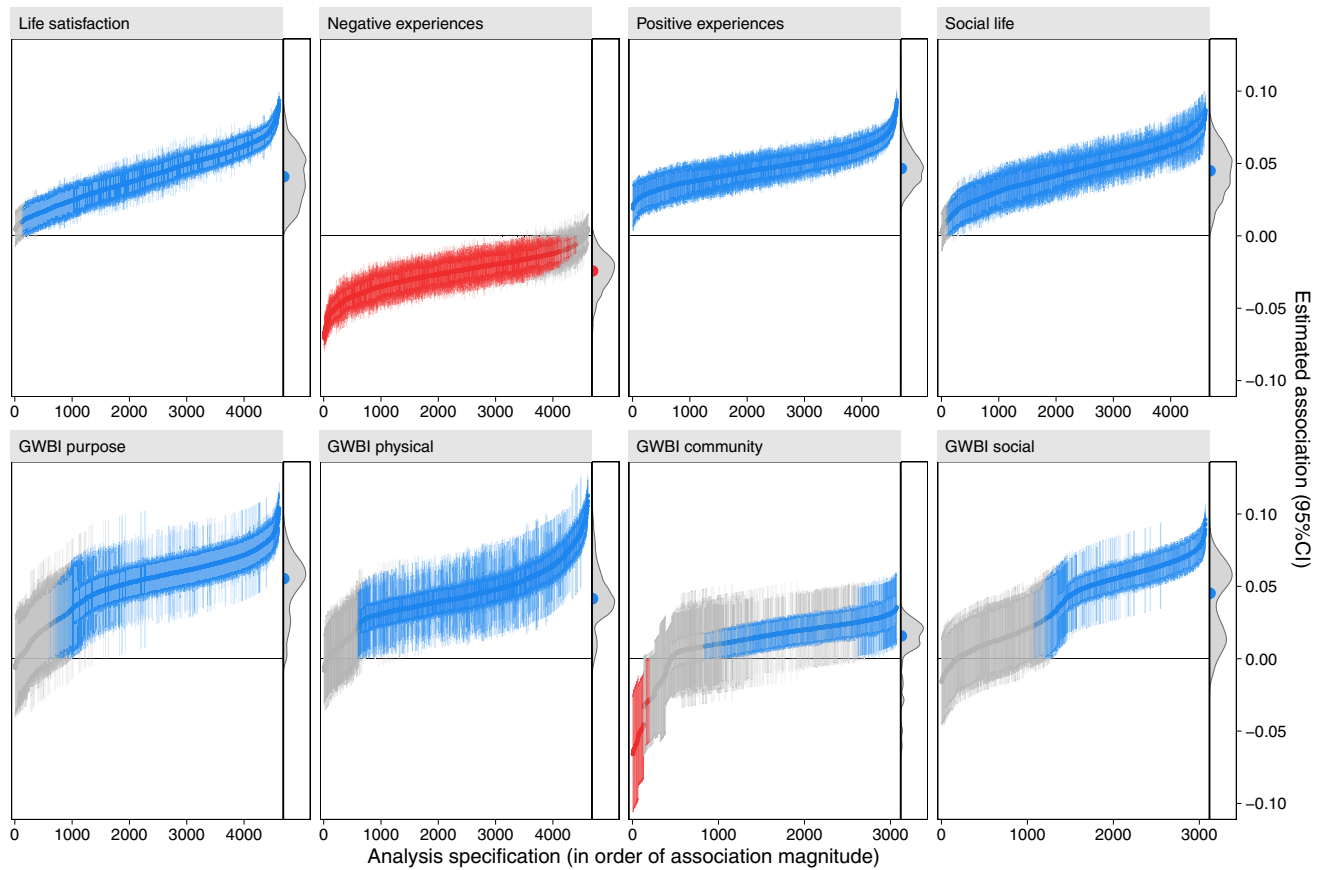 Life satisfaction
Negative experiences
Positive experiences
Social life
0.10
0.05
0.00
−0.05
−0.10
0 1000 2000 3000 4000
0 1000 2000 3000 4000
0 1000 2000 3000 4000
0 1000 2000 3000 4000
Estimated association (95%CI)
GWBI purpose
GWBI physical
GWBI community
GWBI social
0.10
0.05
0.00
−0.05
−0.10
0 1000 2000 3000 4000
0 1000 2000 3000 4000
0 1000 2000 3000
0 1000 2000 3000
Analysis specification (in order of association magnitude)